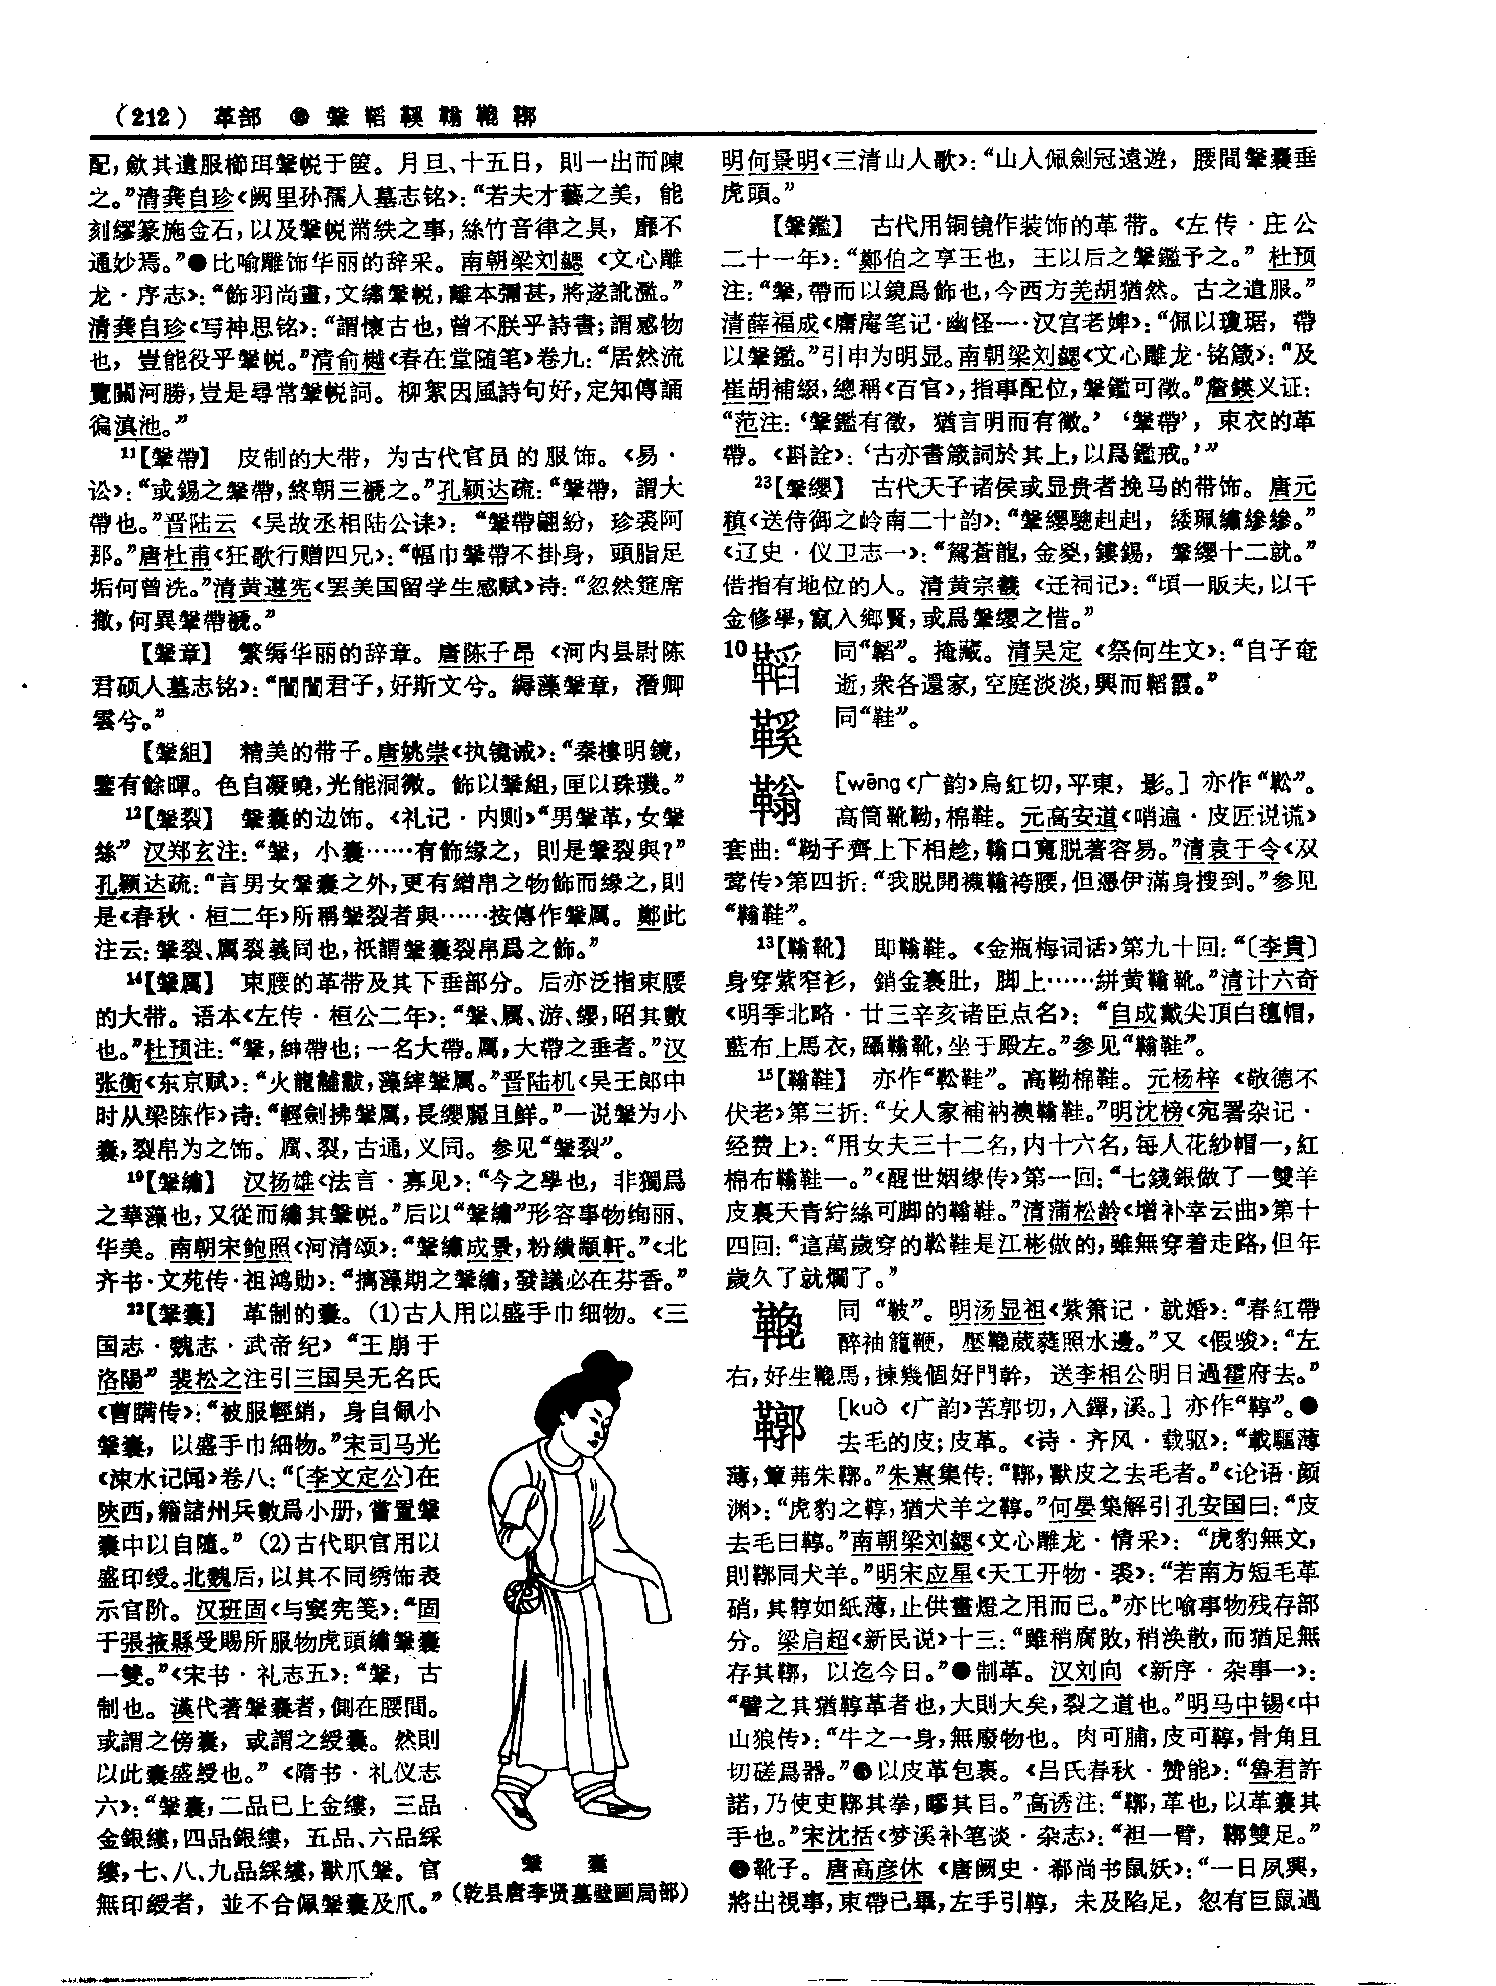 (212) 革部 ❿ 鞶鞱鞵鞥鞔鞹
配，歛其遺服櫛珥鞶帨于篋。月旦、十五日，則一出而陳
之。”清龚自珍《阙里孙孺人墓志铭》：“若夫才藝之美，能
刻繆篆施金石，以及鞶帨黹紩之事，絲竹音律之具，靡不
通妙焉。”●比喻雕饰华丽的辞采。南朝梁刘勰《文心雕
龙·序志》：“飾羽尚畫，文繡鞶帨，離本彌甚，將遂訛濫。”
清龚自珍《写神思铭》：“謂懷古也，曾不朕乎詩書；謂感物
也，豈能役乎鞶帨。”清俞樾《春在堂随笔》卷九：“居然流
覽關河勝，豈是尋常鞶帨詞。柳絮因風詩句好，定知傳誦
徧滇池。”
11【鞶帶】 皮制的大带，为古代官员的服饰。《易·
讼》：“或錫之鞶帶，終朝三褫之。”孔颖达疏：“鞶帶，謂大
帶也。”晋陆云《吴故丞相陆公诔》：“鞶帶翩紛，珍裘阿
那。”唐杜甫《狂歌行赠四兄》：“幅巾鞶帶不掛身，頭脂足
垢何曾洗。”清黄遵宪《罢美国留学生感赋》诗：“忽然筵席
撤，何異鞶帶褫。”
【鞶章】 繁缛华丽的辞章。唐陈子昂《河内县尉陈
君硕人墓志铭》：“誾誾君子，好斯文兮。縟藻鞶章，潛卿
雲兮。”
【鞶組】 精美的带子。唐姚崇《执镜诫》：“秦樓明鏡，
鑒有餘暉。色自凝曉，光能洞微。飾以鞶組，匣以珠璣。”
12【鞶裂】 鞶囊的边饰。《礼记·内则》“男鞶革，女鞶
絲” 汉郑玄注：“鞶，小囊……有飾緣之，則是鞶裂與？”
孔颖达疏：“言男女鞶囊之外，更有繒帛之物飾而緣之，則
是《春秋·桓二年》所稱鞶裂者與……按傳作鞶厲。鄭此
注云：鞶裂、厲裂義同也，祇謂鞶囊裂帛爲之飾。”
14【鞶厲】 束腰的革带及其下垂部分。后亦泛指束腰
的大带。语本《左传·桓公二年》：“鞶、厲、游、纓，昭其數
也。”杜预注：“鞶，紳帶也；一名大帶。厲，大帶之垂者。”汉
张衡《东京赋》：“火龍黼黻，藻繂鞶厲。”晋陆机《吴王郎中
时从梁陈作》诗：“輕劍拂鞶厲，長纓麗且鮮。”一说鞶为小
囊，裂帛为之饰。厲、裂，古通，义同。参见“鞶裂”。
19【鞶繡】 汉扬雄《法言·寡见》：“今之學也，非獨爲
之華藻也，又從而繡其鞶帨。”后以“鞶繡”形容事物绚丽、
华美。南朝宋鲍照《河清颂》：“鞶繡成景，粉繢顓軒。”《北
齐书·文苑传·祖鸿勋》：“摛藻期之鞶繡，發議必在芬香。”
22【鞶囊】 革制的囊。(1)古人用以盛手巾细物。《三
国志·魏志·武帝纪》“王崩于
洛陽” 裴松之注引三国吴无名氏
《曹瞒传》：“被服輕綃，身自佩小
鞶囊，以盛手巾細物。”宋司马光
《涑水记闻》卷八：“〔李文定公〕在
陜西，籍諸州兵數爲小册，嘗置鞶
囊中以自隨。”(2)古代职官用以
盛印绶。北魏后，以其不同绣饰表
示官阶。汉班固《与窦宪笺》：“固
于張掖縣受賜所服物虎頭繡鞶囊
一雙。”《宋书·礼志五》：“鞶，古
制也。漢代著鞶囊者，側在腰間。
或謂之傍囊，或謂之綬囊。然則
以此囊盛綬也。”《隋书·礼仪志
六》：“鞶囊，二品已上金縷，三品
金銀縷，四品銀縷，五品、六品綵
縷，七、八、九品綵縷，獸爪鞶。官
無印綬者，並不合佩鞶囊及爪。”
鞶囊
(乾县唐李贤墓壁画局部)
明何景明《三清山人歌》：“山人佩劍冠遠遊，腰間鞶囊垂
虎頭。”
【鞶鑑】 古代用铜镜作装饰的革带。《左传·庄公
二十一年》：“鄭伯之享王也，王以后之鞶鑑予之。”杜预
注：“鞶，帶而以鏡爲飾也，今西方羌胡猶然。古之遺服。”
清薛福成《庸庵笔记·幽怪一·汉宫老婢》：“佩以瓊琚，帶
以鞶鑑。”引申为明显。南朝梁刘勰《文心雕龙·铭箴》：“及
崔胡補綴，總稱《百官》，指事配位，鞶鑑可徵。”詹鍈义证：
“范注：‘鞶鑑有徵，猶言明而有徵。’‘鞶帶’，束衣的革
帶。《斟詮》：‘古亦書箴詞於其上，以爲鑑戒。’”
23【鞶纓】 古代天子诸侯或显贵者挽马的带饰。唐元
稹《送侍御之岭南二十韵》：“鞶纓驄赳赳，緌珮繡縿縿。”
《辽史·仪卫志一》：“駕蒼龍，金㚇，鏤錫，鞶纓十二就。”
借指有地位的人。清黄宗羲《迁祠记》：“頃一販夫，以千
金修學，竄入鄉賢，或爲鞶纓之惜。”
10鞱 同“韜”。掩藏。清吴定《祭何生文》：“自子奄
逝，衆各還家，空庭淡淡，興而鞱霞。”
鞵 同“鞋”。
䩺 [wēng《广韵》烏紅切，平東，影。] 亦作“鞚”。
高筒靴靿，棉鞋。元高安道《哨遍·皮匠说谎》
套曲：“靿子齊上下相趁，䩺口寬脱著容易。”清袁于令《双
莺传》第四折：“我脱開襪䩺袴腰，但憑伊滿身搜到。”参见
“䩺鞋”。
13【䩺靴】 即䩺鞋。《金瓶梅词话》第九十回：“〔李貴〕
身穿紫窄衫，銷金裹肚，脚上……絣黄䩺靴。”清计六奇
《明季北略·廿三辛亥诸臣点名》：“自成戴尖頂白氊帽，
藍布上馬衣，躡䩺靴，坐于殿左。”参见“䩺鞋”。
15【䩺鞋】 亦作“鞚鞋”。高靿棉鞋。元杨梓《敬德不
伏老》第三折：“女人家補衲襖䩺鞋。”明沈榜《宛署杂记·
经费上》：“用女夫三十二名，内十六名，每人花紗帽一，紅
棉布䩺鞋一。”《醒世姻缘传》第一回：“七錢銀做了一雙羊
皮裏天青紵絲可脚的䩺鞋。”清蒲松龄《增补幸云曲》第十
四回：“這萬歲穿的鞚鞋是江彬做的，雖無穿着走路，但年
歲久了就爛了。”
同“鞁”。明汤显祖《紫箫记·就婚》：“春紅帶
醉袖籠鞭，壓鞔葳蕤照水邊。”又《假骏》：“左
右，好生鞔馬，揀幾個好門幹，送李相公明日過霍府去。”
鞹 [kuò《广韵》苦郭切，入鐸，溪。] 亦作“鞟”。●
去毛的皮；皮革。《诗·齐风·载驱》：“載驅薄
薄，簟茀朱鞹。”朱熹集传：“鞹，獸皮之去毛者。”《论语·颜
渊》：“虎豹之鞟，猶犬羊之鞟。”何晏集解引孔安国曰：“皮
去毛曰鞟。”南朝梁刘勰《文心雕龙·情采》：“虎豹無文，
則鞹同犬羊。”明宋应星《天工开物·裘》：“若南方短毛革
硝，其鞟如紙薄，止供畫燈之用而已。”亦比喻事物残存部
分。梁启超《新民说》十三：“雖稍腐敗，稍渙散，而猶足無
存其鞹，以迄今日。”●制革。汉刘向《新序·杂事一》：
“譬之其猶鞟革者也，大則大矣，裂之道也。”明马中锡《中
山狼传》：“牛之一身，無廢物也。肉可脯，皮可鞟，骨角且
切磋爲器。”●以皮革包裹。《吕氏春秋·赞能》：“魯君許
諾，乃使吏鞹其拳，膠其目。”高诱注：“鞹，革也，以革囊其
手也。”宋沈括《梦溪补笔谈·杂志》：“袒一臂，鞹雙足。”
●靴子。唐高彦休《唐阙史·郗尚书鼠妖》：“一日夙興，
將出視事，束帶已畢，左手引鞟，未及陷足，忽有巨鼠過